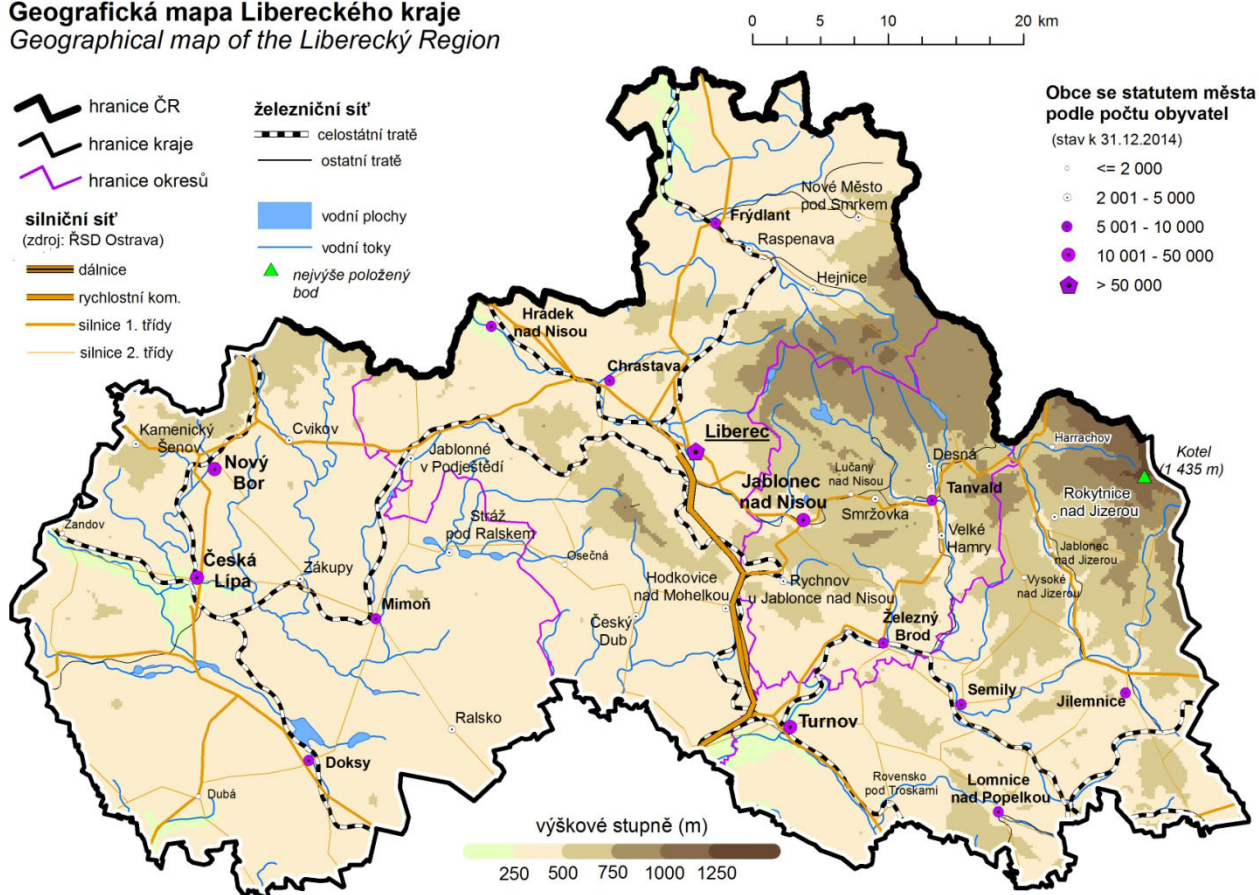 Geografická mapa Libereckého kraje
Geographical map of the Liberecký Region
0 5 10 20 km
hranice ČR
hranice kraje
hranice okresů
silniční síť
(zdroj: ŘSD Ostrava)
dálnice
rychlostní kom.
silnice 1. třídy
silnice 2. třídy
železniční síť
celostátní tratě
ostatní tratě
vodní plochy
vodní toky
nejvýše položený
bod
Obce se statutem města
podle počtu obyvatel
(stav k 31.12.2014)
<= 2 000
2 001 - 5 000
5 001 - 10 000
10 001 - 50 000
> 50 000
Nové Město
pod Smrkem
Frýdlant
Raspenava
Hejnice
Hrádek
nad Nisou
Chrastava
Liberec
Kamenický
Šenov
Cvikov
Nový
Bor
Jablonné
v Podještědí
Jablonec
nad Nisou
Lučany
nad Nisou
Smržovka
Desná
Tanvald
Harrachov
Kotel
(1 435 m)
Rokytnice
nad Jizerou
Velké
Hamry
Jablonec
nad Jizerou
Vysoké
nad Jizerou
Žandov
Česká
Lípa
Zákupy
Mimoň
Stráž
pod Ralskem
Osečná
Hodkovice
nad Mohelkou
Český
Dub
Rychnov
u Jablonce nad Nisou
Železný
Brod
Semily
Jilemnice
Ralsko
Turnov
Doksy
Dubá
Rovensko
pod Troskami
Lomnice
nad Popelkou
výškové stupně (m)
250 500 750 1000 1250